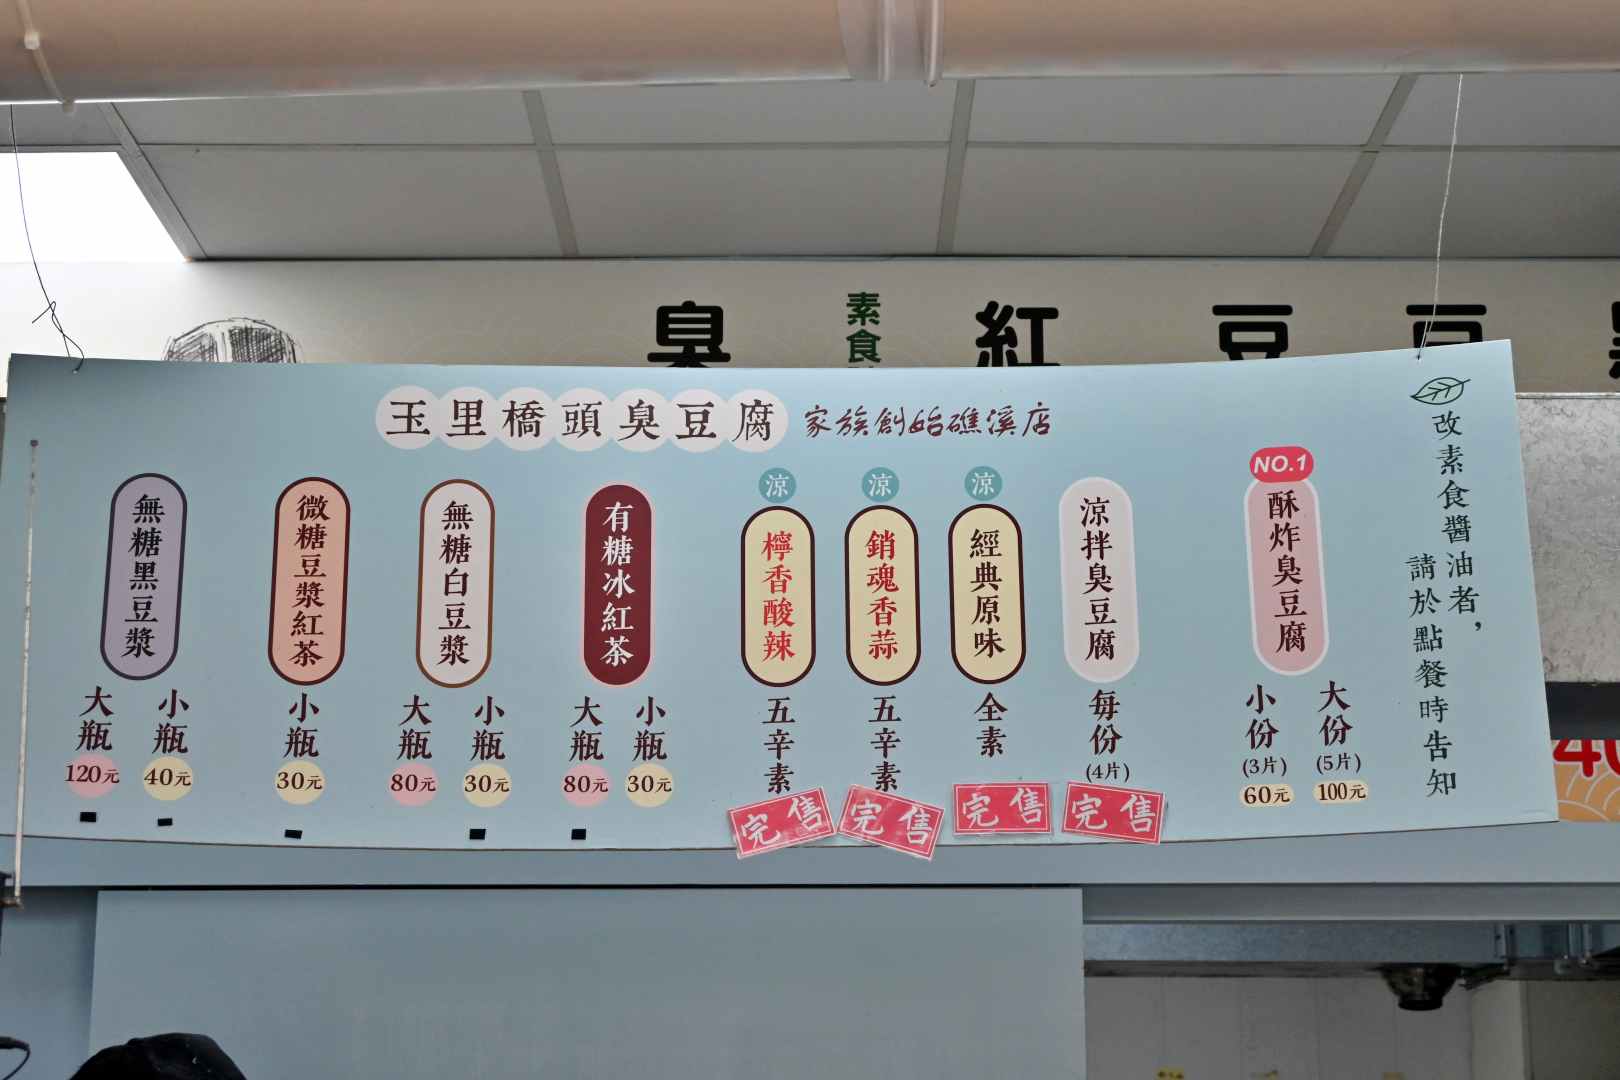 臭
素食
紅
豆
豆
玉里橋頭臭豆腐
家族創始礁溪店
改素食醬油者，
請於點餐時告知
NO.1
酥炸臭豆腐
大份
(5片)
100元
小份
(3片)
60元
涼拌臭豆腐
每份
(4片)
完售
涼
經典原味
全素
完售
涼
銷魂香蒜
五辛素
完售
涼
檸香酸辣
五辛素
完售
有糖冰紅茶
小瓶
30元
大瓶
80元
無糖白豆漿
小瓶
30元
大瓶
80元
微糖豆漿紅茶
小瓶
30元
無糖黑豆漿
小瓶
40元
大瓶
120元